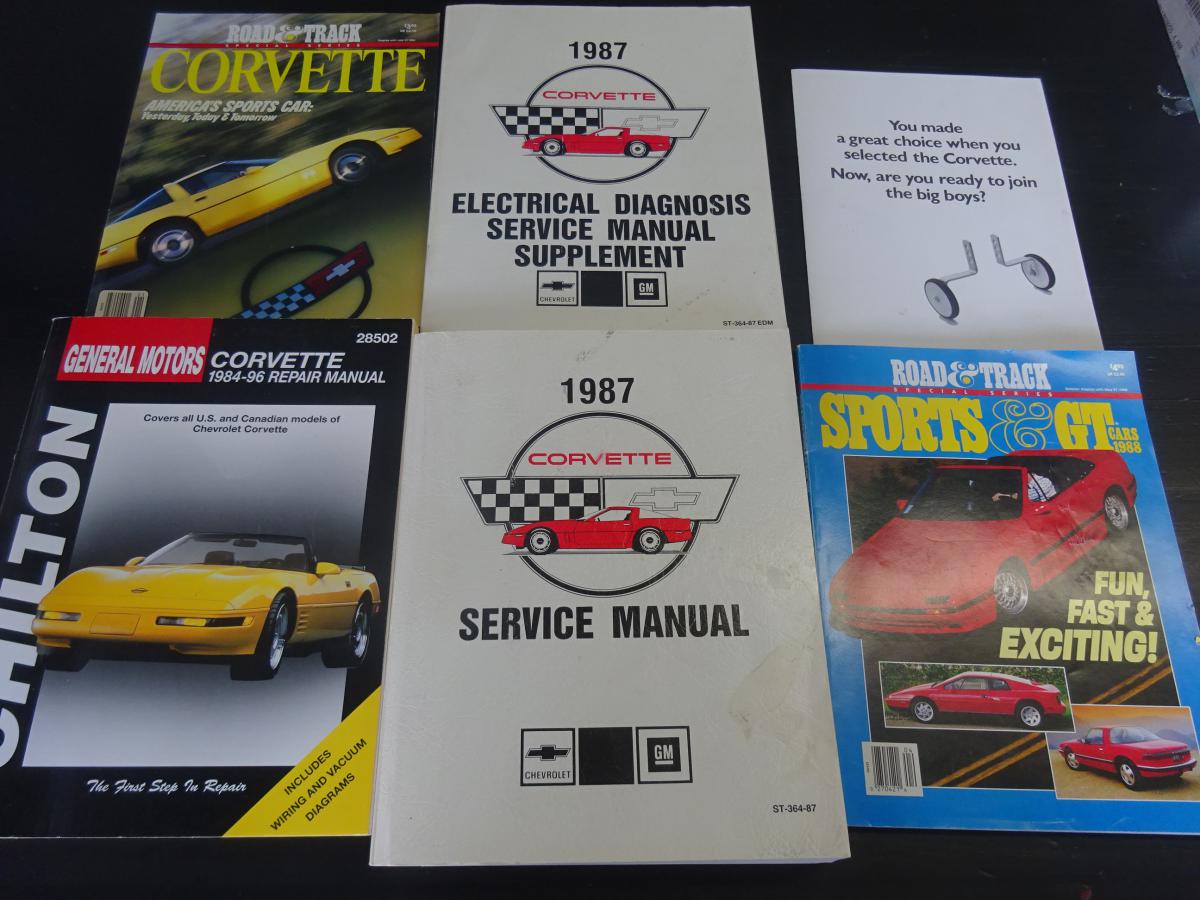 ROAD & TRACK
SPECIAL SERIES
CORVETTE
AMERICA'S SPORTS CAR:
Yesterday, Today & Tomorrow
1987
CORVETTE
ELECTRICAL DIAGNOSIS
SERVICE MANUAL
SUPPLEMENT
CHEVROLET
GM
ST-364-87 EDM
You made
a great choice when you
selected the Corvette.
Now, are you ready to join
the big boys?
GENERAL MOTORS
28502
CORVETTE
1984-96 REPAIR MANUAL
CHILTON
Covers all U.S. and Canadian models of
Chevrolet Corvette
The First Step In Repair
INCLUDES
WIRING AND VACUUM
DIAGRAMS
1987
CORVETTE
SERVICE MANUAL
CHEVROLET
GM
ST-364-87
ROAD & TRACK
SPECIAL SERIES
SPORTS & GT
CARS
1988
FUN,
FAST &
EXCITING!